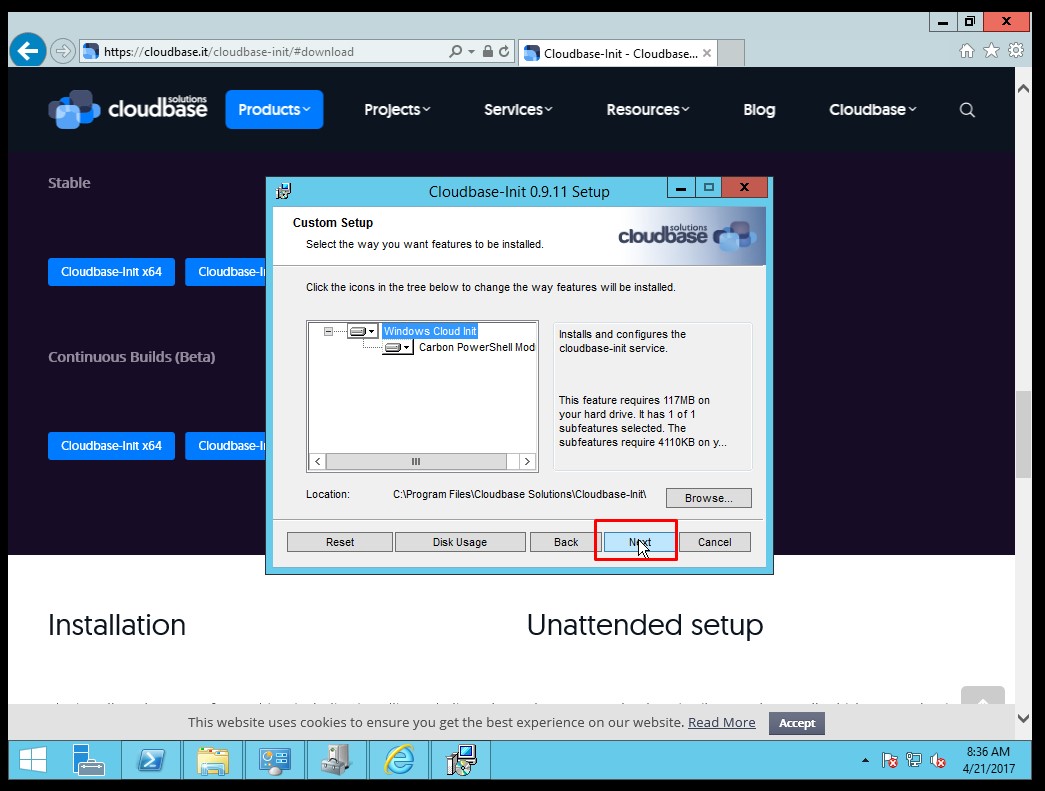 https://cloudbase.it/cloudbase-init/#download
Cloudbase-Init - Cloudbase...
cloudbase solutions
Products
Projects
Services
Resources
Blog
Cloudbase
Stable
Cloudbase-Init x64
Cloudbase-I
Continuous Builds (Beta)
Cloudbase-Init x64
Cloudbase-I
Cloudbase-Init 0.9.11 Setup
Custom Setup
Select the way you want features to be installed.
cloudbase solutions
Click the icons in the tree below to change the way features will be installed.
Windows Cloud Init
Carbon PowerShell Mod
Installs and configures the
cloudbase-init service.
This feature requires 117MB on
your hard drive. It has 1 of 1
subfeatures selected. The
subfeatures require 4110KB on y...
Location:
C:\Program Files\Cloudbase Solutions\Cloudbase-Init\
Browse...
Reset
Disk Usage
Back
Next
Cancel
Installation
Unattended setup
This website uses cookies to ensure you get the best experience on our website. Read More
Accept
8:36 AM
4/21/2017